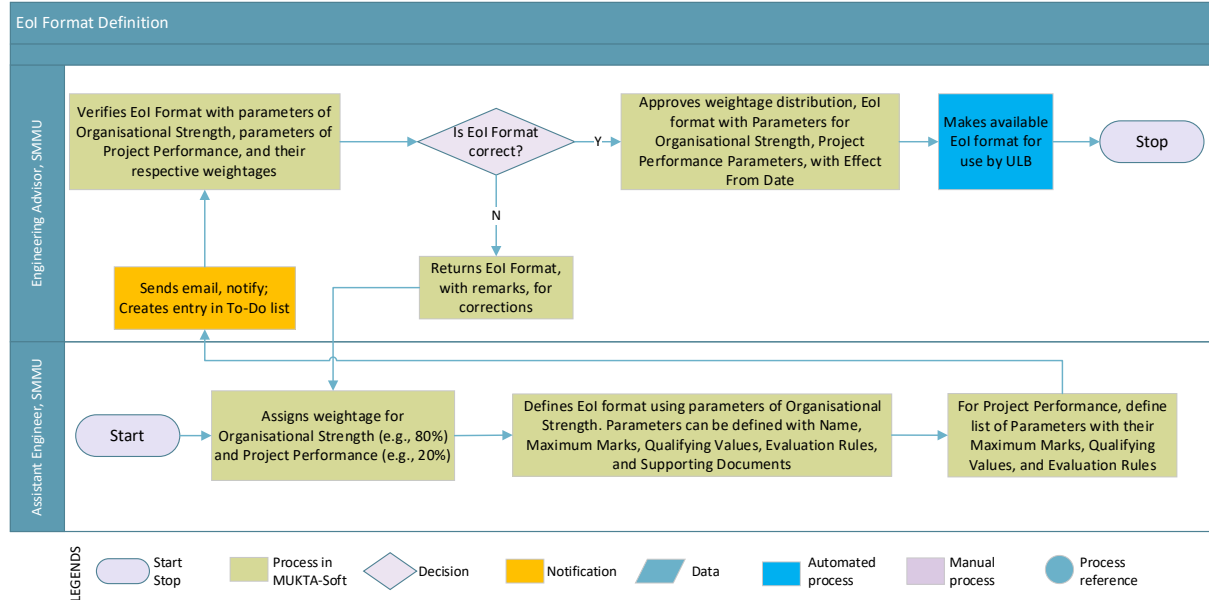 EoI Format Definition
Engineering Advisor, SMMU
Verifies EoI Format with parameters of
Organisational Strength, parameters of
Project Performance, and their
respective weightages
Is EoI Format
correct?
Y
Approves weightage distribution, EoI
format with Parameters for
Organisational Strength, Project
Performance Parameters, with Effect
From Date
Makes available
EoI format for
use by ULB
Stop
N
Returns EoI Format,
with remarks, for
corrections
Sends email, notify;
Creates entry in To-Do list
Assistant Engineer, SMMU
Start
Assigns weightage for
Organisational Strength (e.g., 80%)
and Project Performance (e.g., 20%)
Defines EoI format using parameters of Organisational
Strength. Parameters can be defined with Name,
Maximum Marks, Qualifying Values, Evaluation Rules,
and Supporting Documents
For Project Performance, define
list of Parameters with their
Maximum Marks, Qualifying
Values, and Evaluation Rules
LEGENDS
Start
Stop
Process in
MUKTA-Soft
Decision
Notification
Data
Automated
process
Manual
process
Process
reference